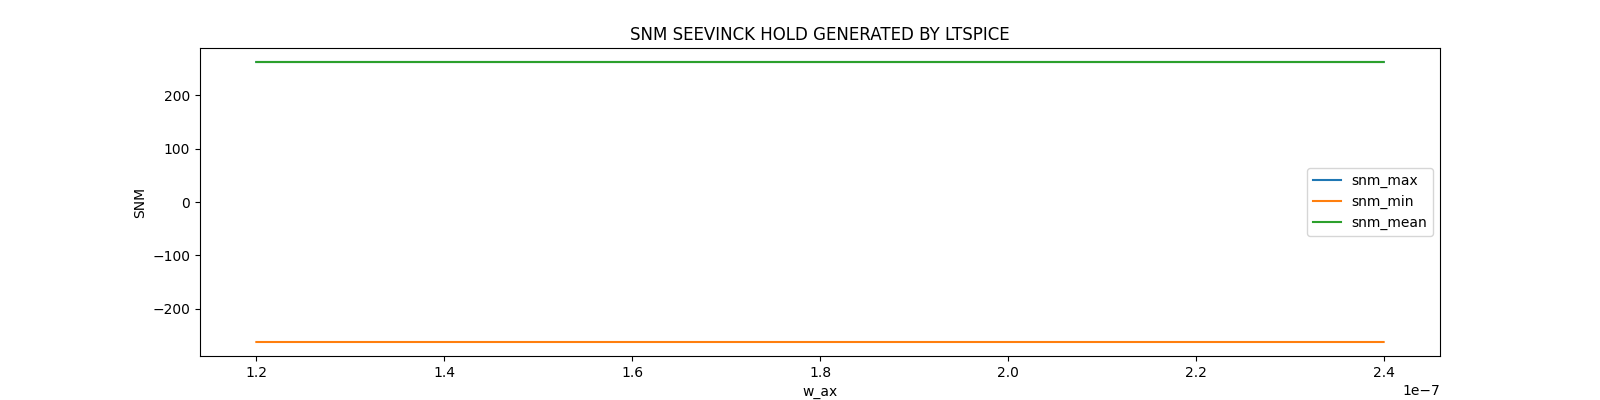 SNM SEEVINCK HOLD GENERATED BY LTSPICE
200
100
0
−100
−200
SNM
snm_max
snm_min
snm_mean
1.2 1.4 1.6 1.8 2.0 2.2 2.4
1e−7
w_ax